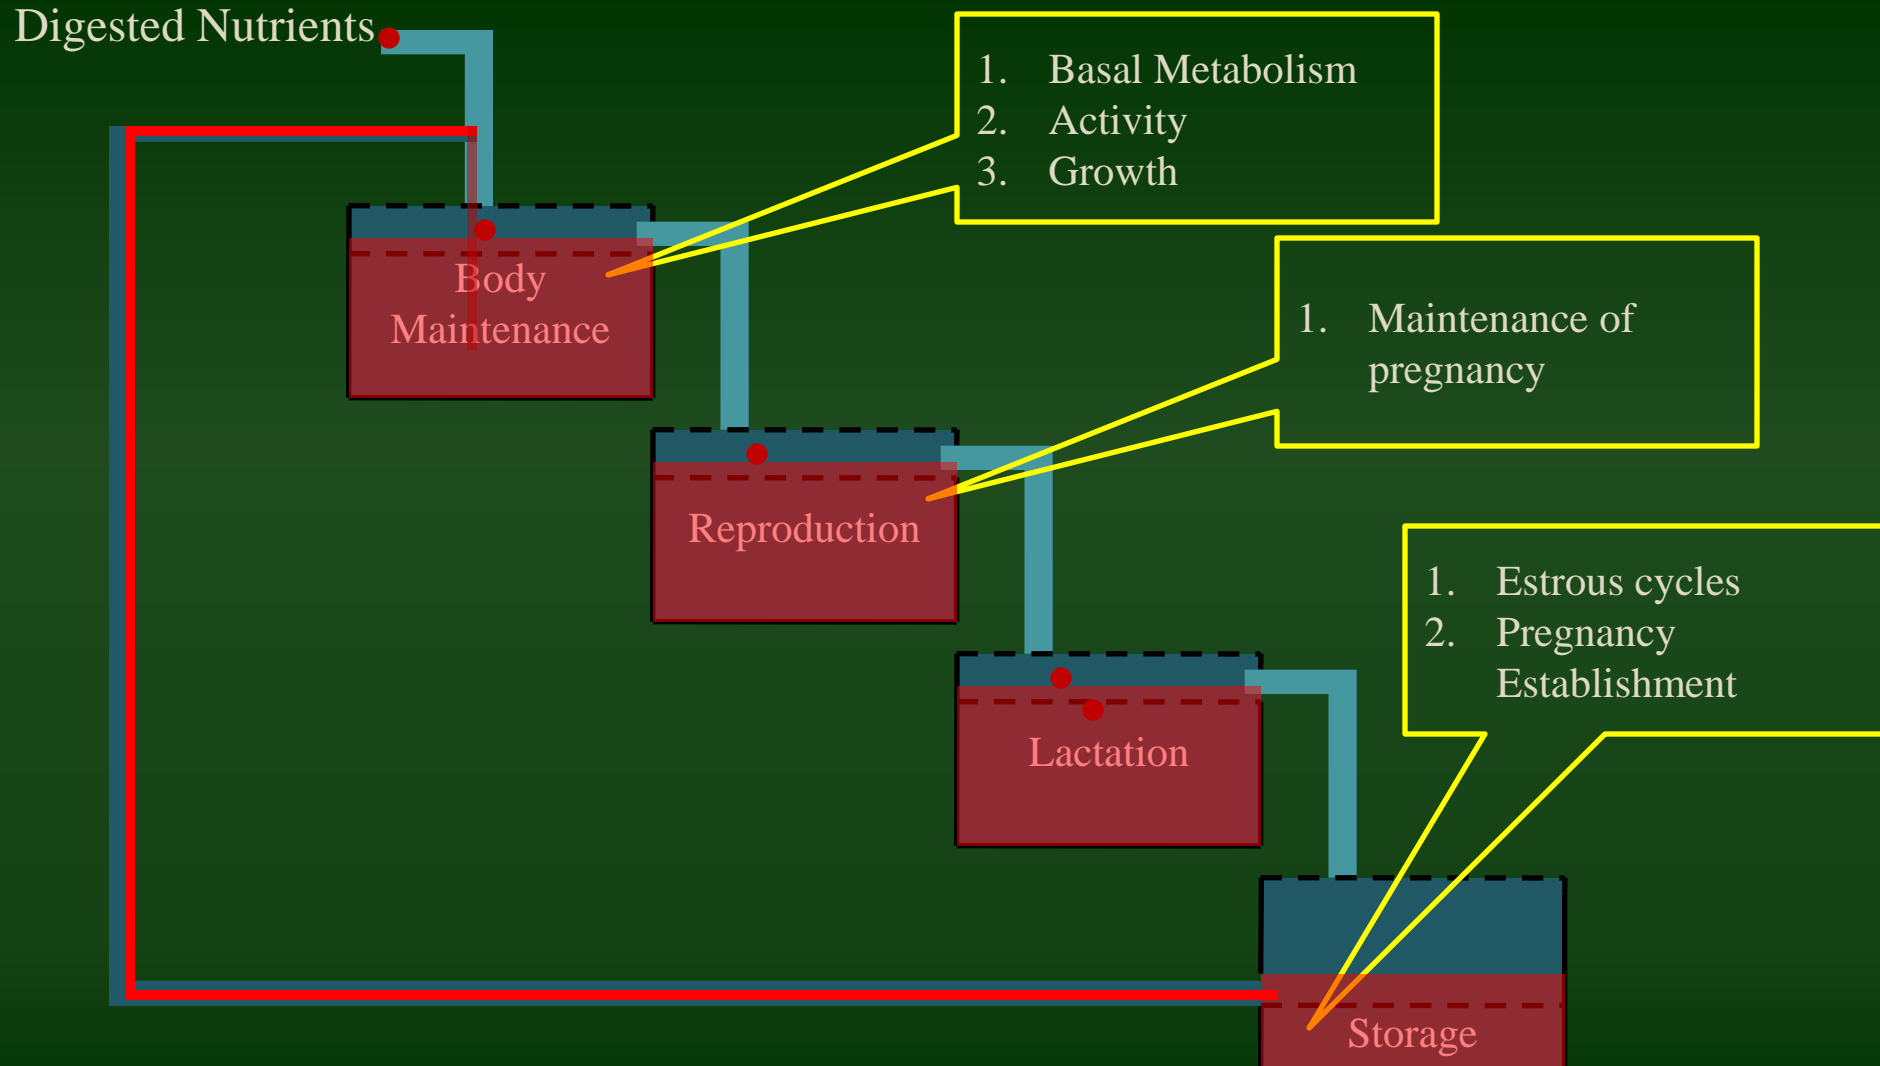 Digested Nutrients
1. Basal Metabolism
2. Activity
3. Growth
Body
Maintenance
1. Maintenance of
pregnancy
Reproduction
1. Estrous cycles
2. Pregnancy
Establishment
Lactation
Storage